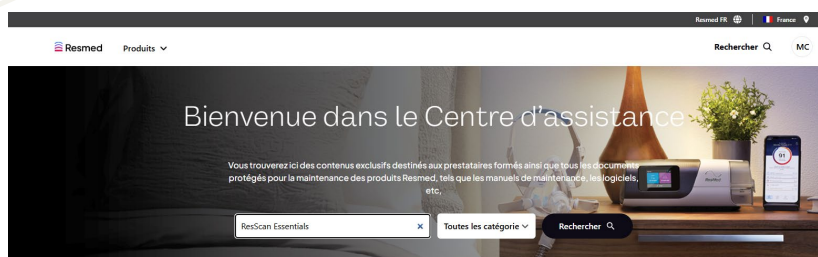 Resmed FR
France
Resmed
Produits
Rechercher
MC
Bienvenue dans le Centre d'assistance
Vous trouverez ici des contenus exclusifs destinés aux prestataires formés ainsi que tous les documents
protégés pour la maintenance des produits Resmed, tels que les manuels de maintenance, les logiciels,
etc,
ResScan Essentials
Toutes les catégorie
Rechercher
91